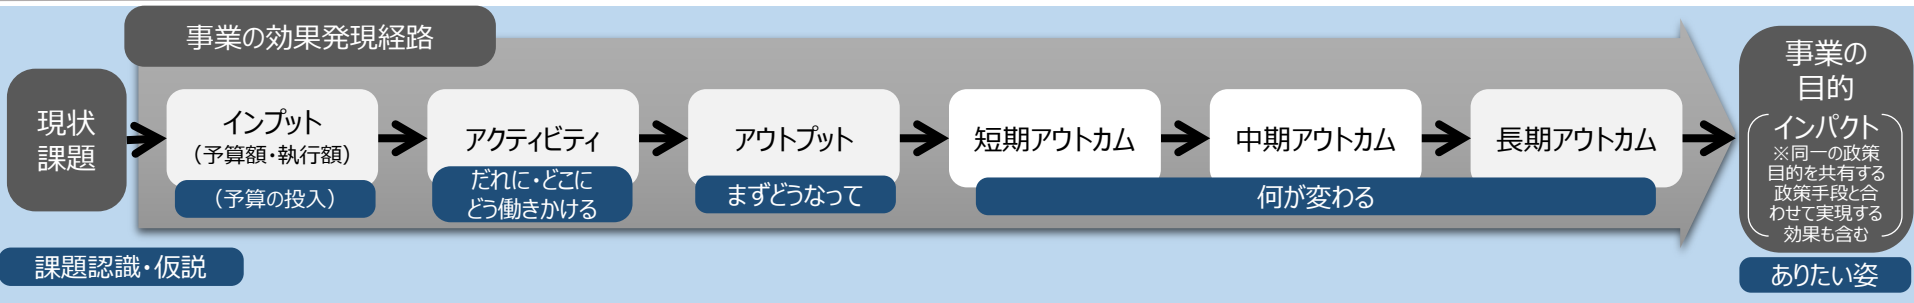 事業の効果発現経路
現状
課題
インプット
（予算額・執行額）
（予算の投入）
アクティビティ
だれに・どこに
どう働きかける
アウトプット
まずどうなって
短期アウトカム
中期アウトカム
長期アウトカム
何が変わる
事業の
目的
インパクト
※同一の政策
目的を共有する
政策手段と合
わせて実現する
効果も含む
課題認識・仮説
ありたい姿